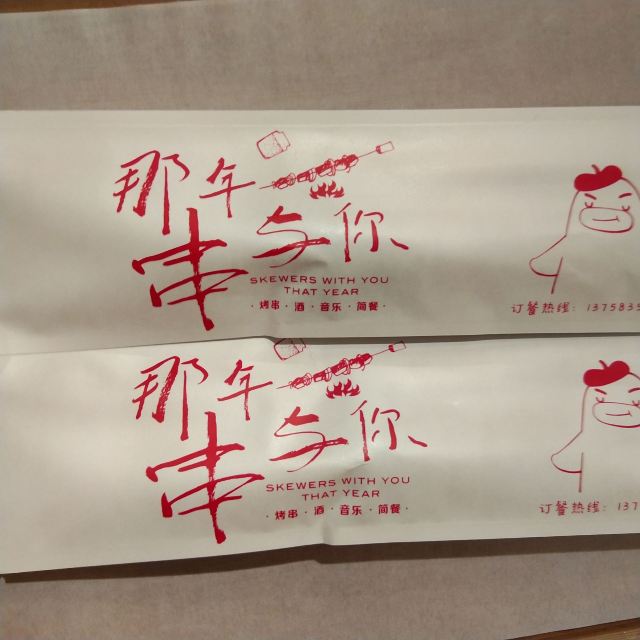 那年
串与你
SKEWERS WITH YOU
THAT YEAR
·烤串·酒·音乐·简餐·
订餐热线: 1375835
那年
串与你
SKEWERS WITH YOU
THAT YEAR
·烤串·酒·音乐·简餐·
订餐热线: 137